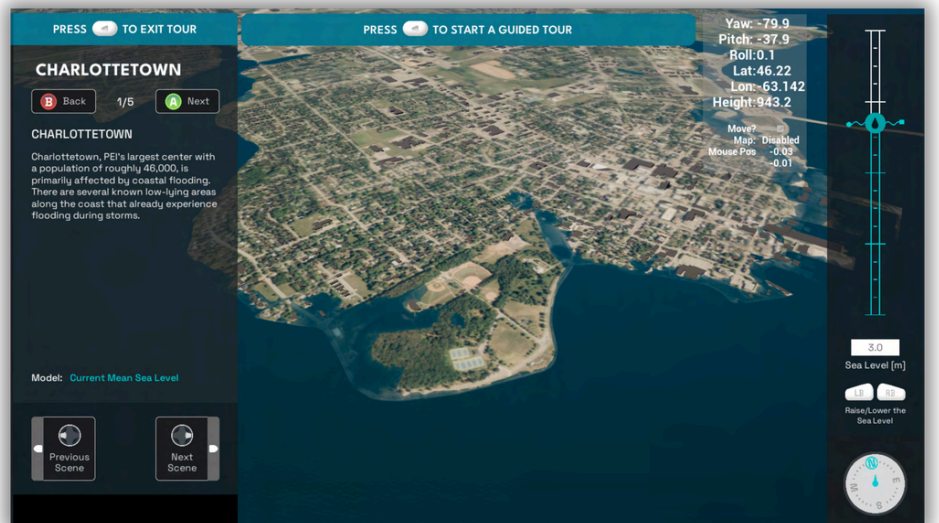 PRESS TO EXIT TOUR
PRESS TO START A GUIDED TOUR
CHARLOTTETOWN
B Back 1/5 A Next
CHARLOTTETOWN
Charlottetown, PEI's largest center with
a population of roughly 46,000, is
primarily affected by coastal flooding.
There are several known low-lying areas
along the coast that already experience
flooding during storms.
Model: Current Mean Sea Level
Previous
Scene
Next
Scene
Yaw: -79.9
Pitch: -37.9
Roll:0.1
Lat:46.22
Lon:-63.142
Height:943.2
Move?
Map: Disabled
Mouse Pos -0.03
-0.01
3.0
Sea Level [m]
LB RB
Raise/Lower the
Sea Level
N
E
S
W